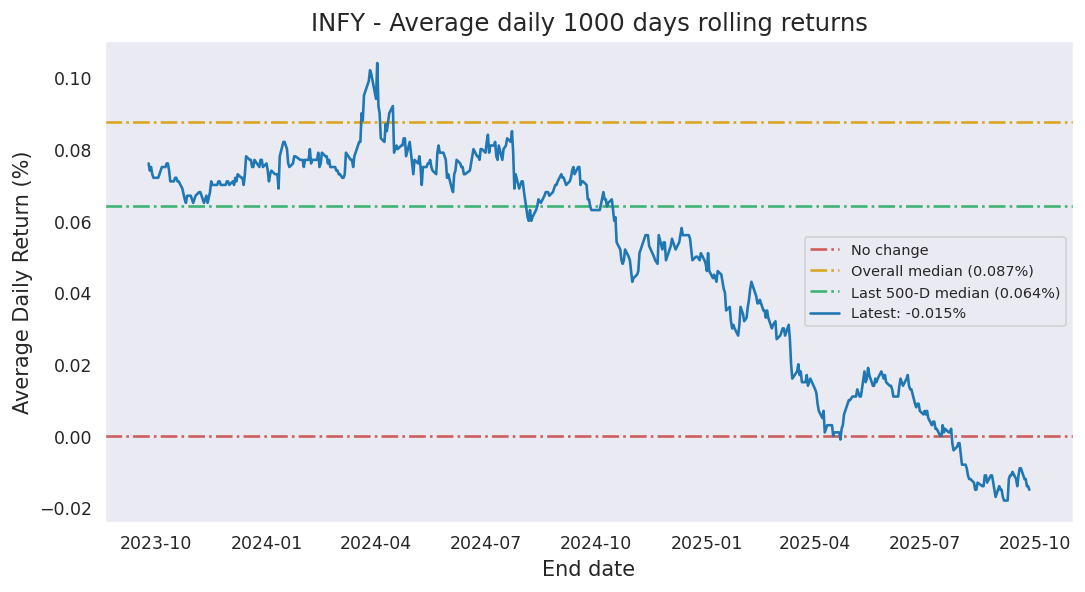 INFY - Average daily 1000 days rolling returns
Average Daily Return (%)
0.10
0.08
0.06
0.04
0.02
0.00
−0.02
No change
Overall median (0.087%)
Last 500-D median (0.064%)
Latest: -0.015%
2023-10 2024-01 2024-04 2024-07 2024-10 2025-01 2025-04 2025-07 2025-10
End date